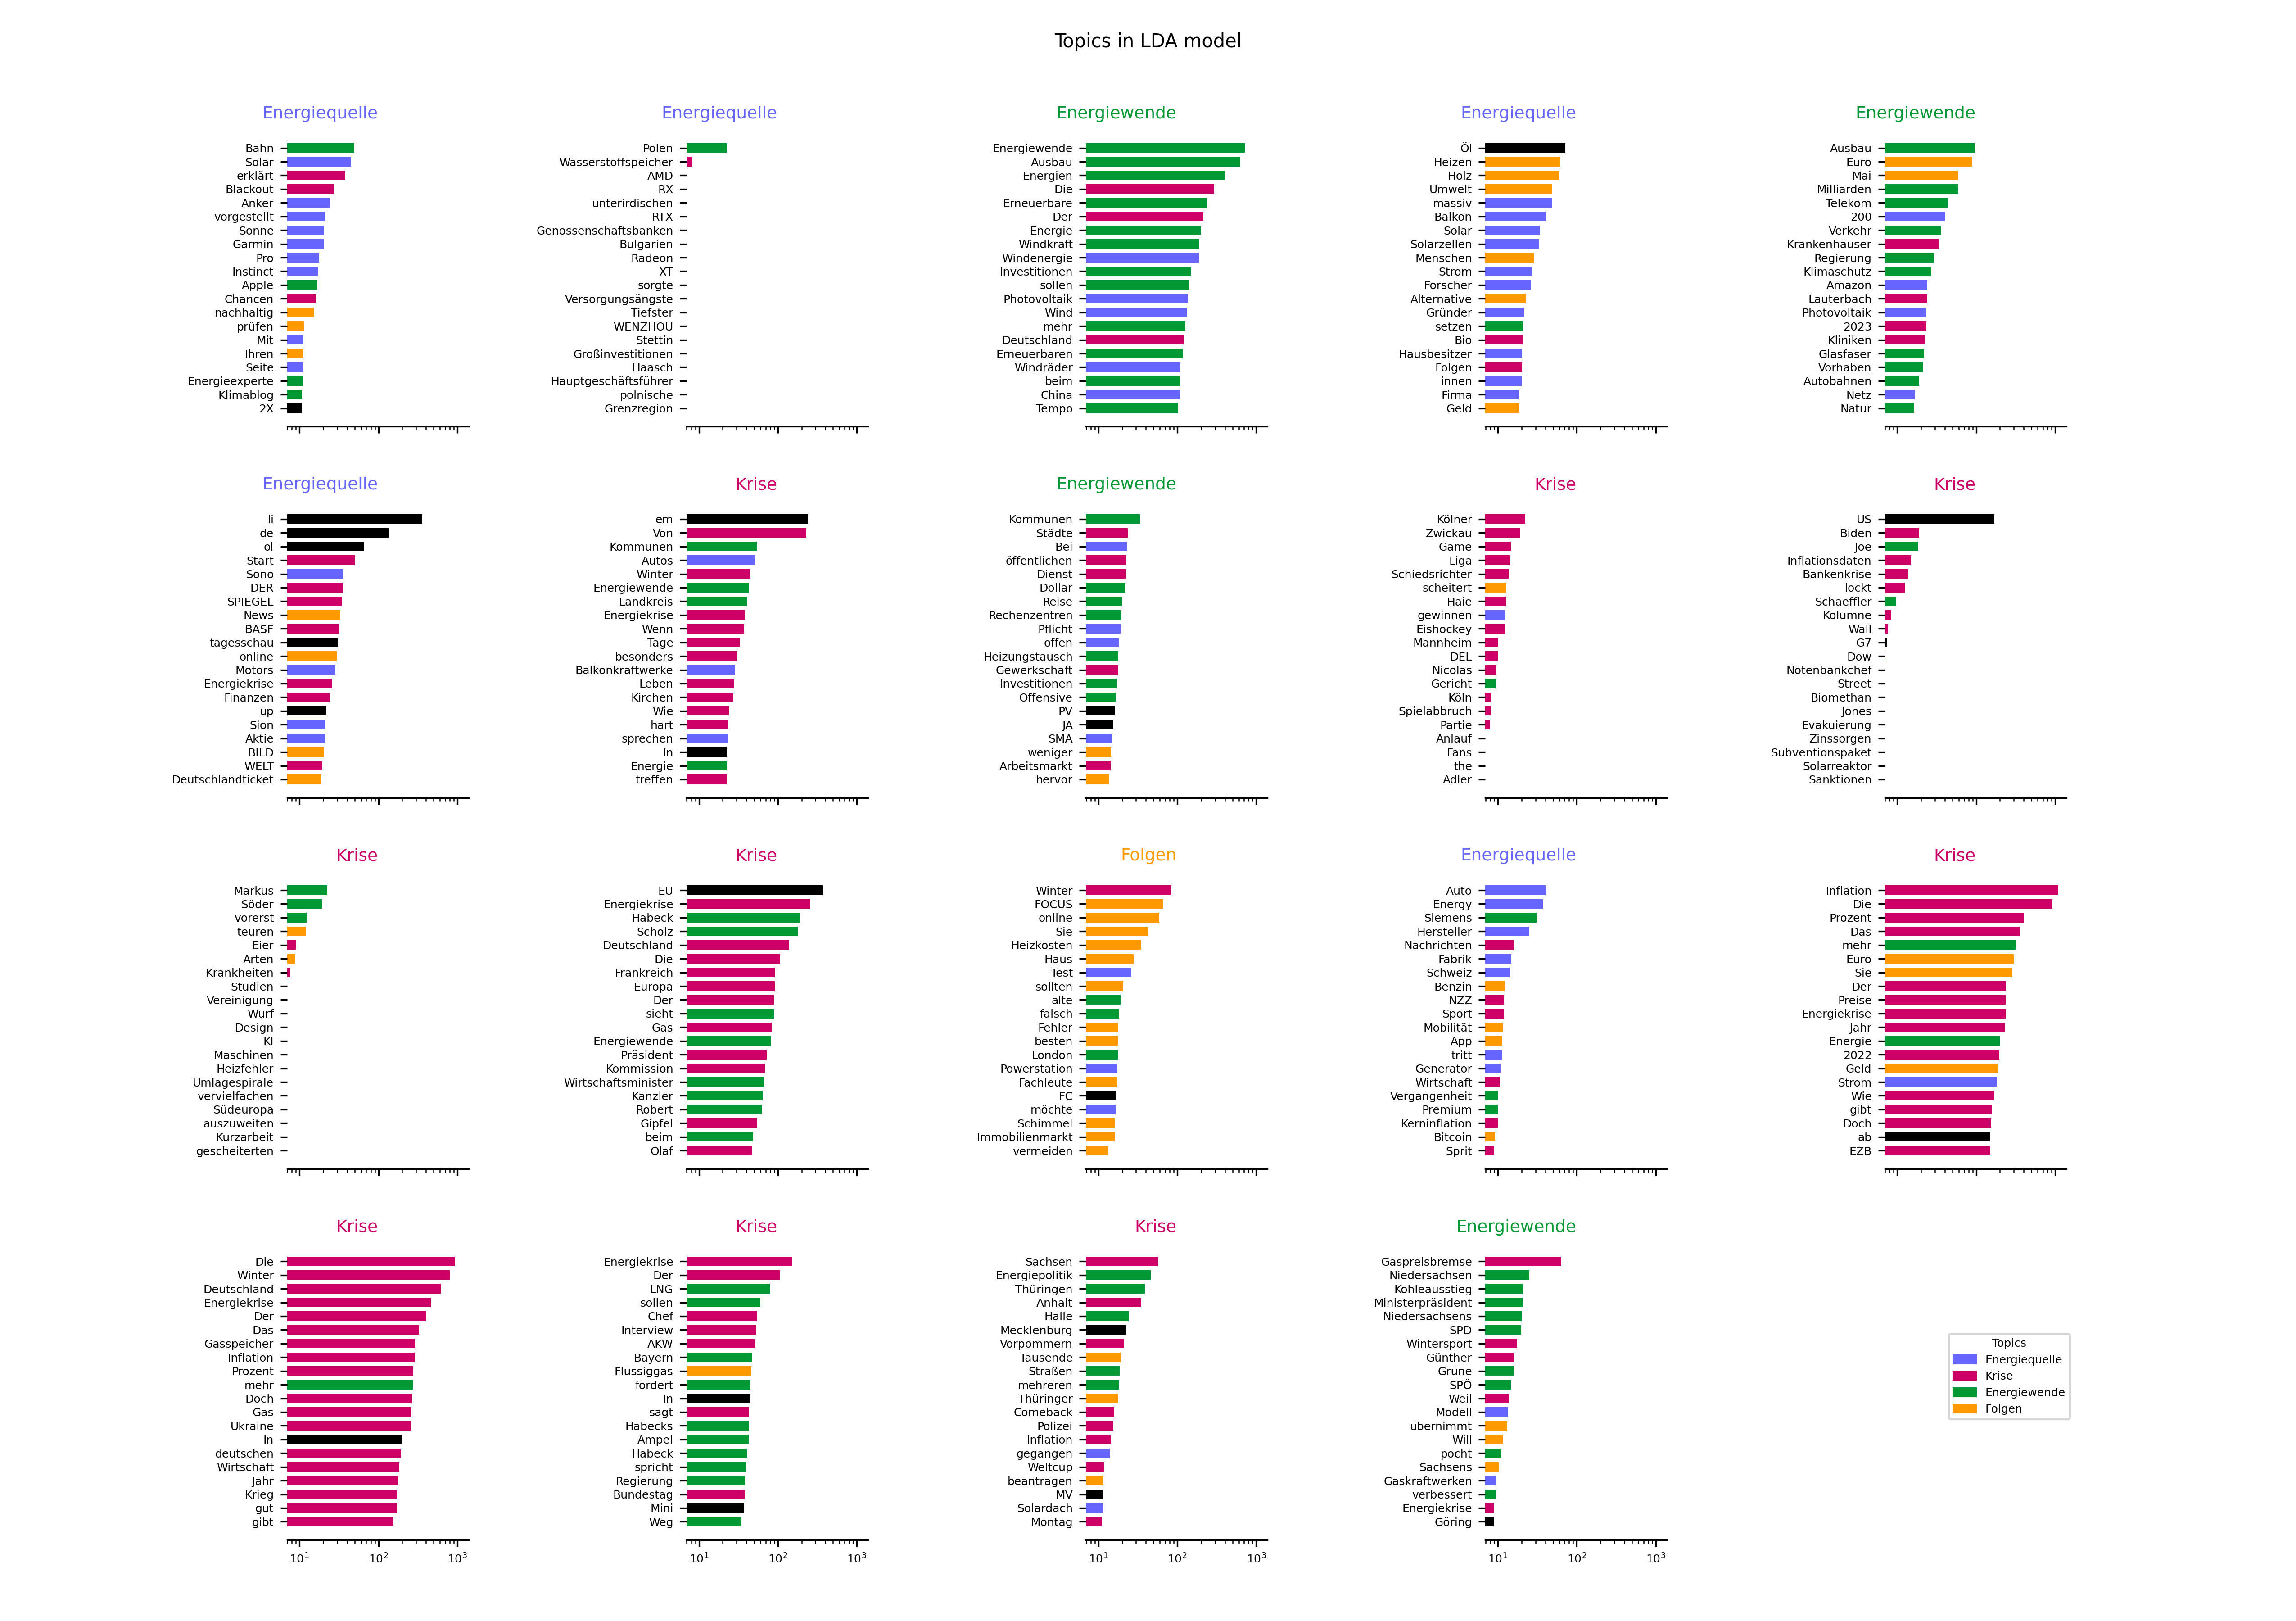 Topics in LDA model
Energiequelle
Bahn
Solar
erklärt
Blackout
Anker
vorgestellt
Sonne
Garmin
Pro
Instinct
Apple
Chancen
nachhaltig
prüfen
Mit
Ihren
Seite
Energieexperte
Klimablog
2X
Energiequelle
Polen
Wasserstoffspeicher
AMD
RX
unterirdischen
RTX
Genossenschaftsbanken
Bulgarien
Radeon
XT
sorgte
Versorgungsängste
Tiefster
WENZHOU
Stettin
Großinvestitionen
Haasch
Hauptgeschäftsführer
polnische
Grenzregion
Energiewende
Energiewende
Ausbau
Energien
Die
Erneuerbare
Der
Energie
Windkraft
Windenergie
Investitionen
sollen
Photovoltaik
Wind
mehr
Deutschland
Erneuerbaren
Windräder
beim
China
Tempo
Energiequelle
Öl
Heizen
Holz
Umwelt
massiv
Balkon
Solar
Solarzellen
Menschen
Strom
Forscher
Alternative
Gründer
setzen
Bio
Hausbesitzer
Folgen
innen
Firma
Geld
Energiewende
Ausbau
Euro
Mai
Milliarden
Telekom
200
Verkehr
Krankenhäuser
Regierung
Klimaschutz
Amazon
Lauterbach
Photovoltaik
2023
Kliniken
Glasfaser
Vorhaben
Autobahnen
Netz
Natur
Energiequelle
li
de
ol
Start
Sono
DER
SPIEGEL
News
BASF
tagesschau
online
Motors
Energiekrise
Finanzen
up
Sion
Aktie
BILD
WELT
Deutschlandticket
Krise
em
Von
Kommunen
Autos
Winter
Energiewende
Landkreis
Energiekrise
Wenn
Tage
besonders
Balkonkraftwerke
Leben
Kirchen
Wie
hart
sprechen
In
Energie
treffen
Energiewende
Kommunen
Städte
Bei
öffentlichen
Dienst
Dollar
Reise
Rechenzentren
Pflicht
offen
Heizungstausch
Gewerkschaft
Investionen
Offensive
PV
JA
SMA
weniger
Arbeitsmarkt
hervor
Krise
Kölner
Zwickau
Game
Liga
Schiedsrichter
scheitert
Haie
gewinnen
Eishockey
Mannheim
DEL
Nicolas
Gericht
Köln
Spielabbruch
Partie
Anlauf
Fans
the
Adler
Krise
US
Biden
Joe
Inflationsdaten
Bankenkrise
lockt
Schaeffler
Kolumne
Wall
G7
Dow
Notenbankchef
Street
Biomethan
Jones
Evakuierung
Zinssorgen
Subventionspaket
Solarreaktor
Sanktionen
Krise
Markus
Söder
vorerst
teuren
Eier
Arten
Krankheiten
Studien
Vereinigung
Wurf
Design
KI
Maschinen
Heizfehler
Umlagespirale
vervielfachen
Südeuropa
auszuweiten
Kurzarbeit
gescheiterten
Krise
EU
Energiekrise
Habeck
Scholz
Deutschland
Die
Frankreich
Europa
Der
sieht
Gas
Energiewende
Präsident
Kommission
Wirtschaftsminister
Kanzler
Robert
Gipfel
beim
Olaf
Folgen
Winter
FOCUS
online
Sie
Heizkosten
Haus
Test
sollten
alte
falsch
Fehler
besten
London
Powerstation
Fachleute
FC
möchte
Schimmel
Immobilienmarkt
vermeiden
Energiequelle
Auto
Energy
Siemens
Hersteller
Nachrichten
Fabrik
Schweiz
Benzin
NZZ
Sport
Mobilität
App
tritt
Generator
Wirtschaft
Vergangenheit
Premium
Kerninflation
Bitcoin
Sprit
Krise
Inflation
Die
Prozent
Das
mehr
Euro
Sie
Der
Preise
Energiekrise
Jahr
Energie
2022
Geld
Strom
Wie
gibt
Doch
ab
EZB
Krise
Die
Winter
Deutschland
Energiekrise
Der
Das
Gasspeicher
Inflation
Prozent
mehr
Doch
Gas
Ukraine
In
deutschen
Wirtschaft
Jahr
Krieg
gut
gibt
10¹ 10² 10³
Krise
Energiekrise
Der
LNG
sollen
Chef
Interview
AKW
Bayern
Flüssiggas
fordert
In
sagt
Habecks
Ampel
Habeck
spricht
Regierung
Bundestag
Mini
Weg
10¹ 10² 10³
Krise
Sachsen
Energiepolitik
Thüringen
Anhalt
Halle
Mecklenburg
Vorpommern
Tausende
Straßen
mehreren
Thüringer
Comeback
Polizei
Inflation
gegangen
Weltcup
beantragen
MV
Solardach
Montag
10¹ 10² 10³
Energiewende
Gaspreisbremse
Niedersachsen
Kohleausstieg
Ministerpräsident
Niedersachsens
SPD
Wintersport
Günther
Grüne
SPÖ
Weil
Modell
übernimmt
Will
pocht
Sachsens
Gaskraftwerken
verbessert
Energiekrise
Göring
10¹ 10² 10³
Topics
Energiequelle
Krise
Energiewende
Folgen